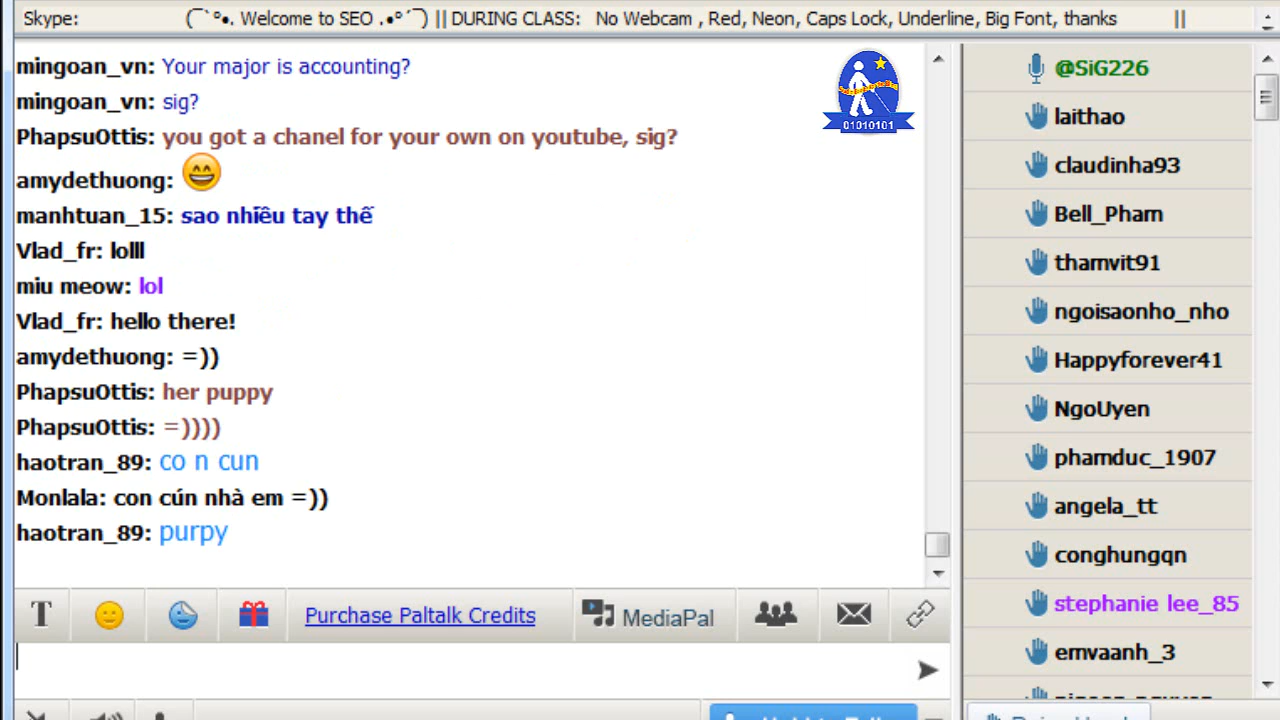 Skype: (¯`º•. Welcome to SEO .•º´¯) || DURING CLASS: No Webcam , Red, Neon, Caps Lock, Underline, Big Font, thanks ||
mingoan_vn: Your major is accounting?
mingoan_vn: sig?
PhapsuOttis: you got a chanel for your own on youtube, sig?
amydethuong: 😄
manhtuan_15: sao nhiêu tay thế
Vlad_fr: lolll
miu meow: lol
Vlad_fr: hello there!
amydethuong: =))
PhapsuOttis: her puppy
PhapsuOttis: =))))
haotran_89: co n cun
Monlala: con cún nhà em =))
haotran_89: purpy
01010101
Purchase Paltalk Credits
MediaPal
@SiG226
laithao
claudinha93
Bell_Pham
thamvit91
ngoisaonho_nho
Happyforever41
NgoUyen
phamduc_1907
angela_tt
conghungqn
stephanie lee_85
emvaanh_3